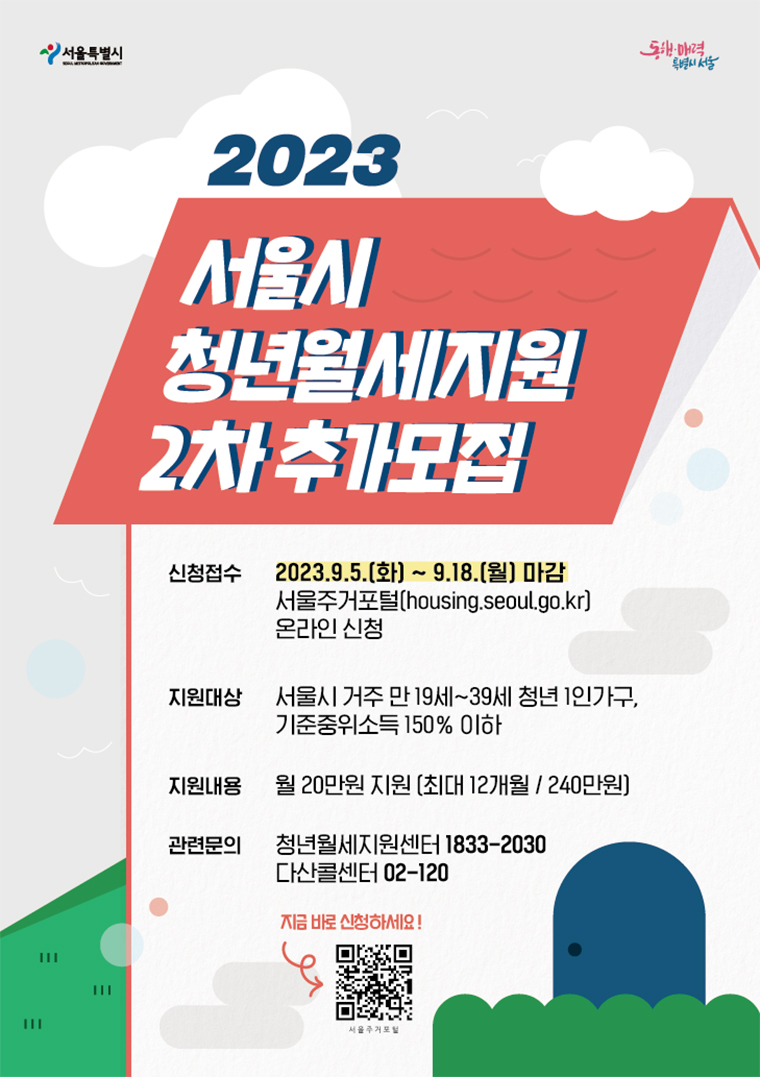 서울특별시
SEOUL METROPOLITAN GOVERNMENT
동행·매력
특별시 서울
2023
서울시
청년월세지원
2차 추가모집
신청접수
2023.9.5.(화) ~ 9.18.(월) 마감
서울주거포털(housing.seoul.go.kr)
온라인 신청
지원대상
서울시 거주 만 19세~39세 청년 1인가구,
기준중위소득 150% 이하
지원내용
월 20만원 지원 (최대 12개월 / 240만원)
관련문의
청년월세지원센터 1833-2030
다산콜센터 02-120
지금 바로 신청하세요!
서울주거포털